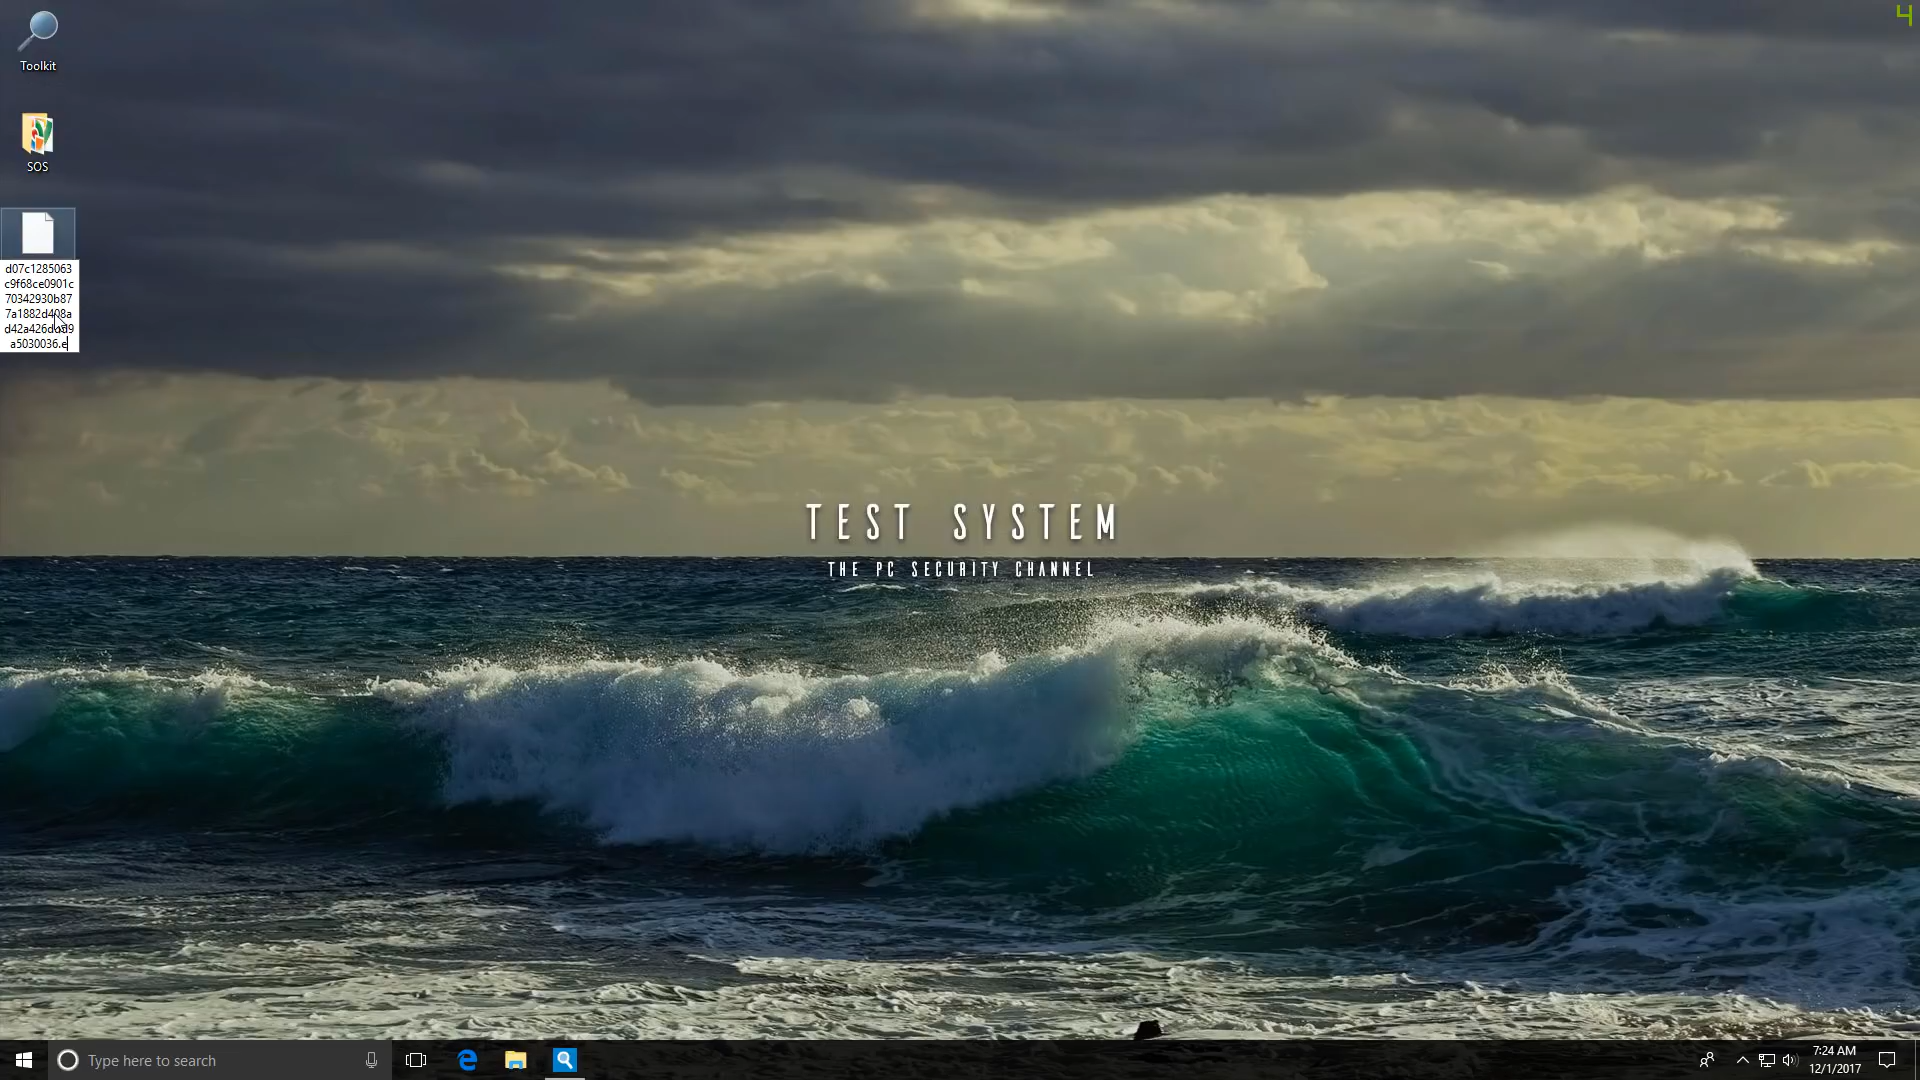 4
Toolkit
SOS
d07c1285063
c9f68ce0901c
70342930b87
7a1882d408a
a5030036.e
TEST SYSTEM
THE PC SECURITY CHANNEL
Type here to search
7:24 AM
12/1/2017